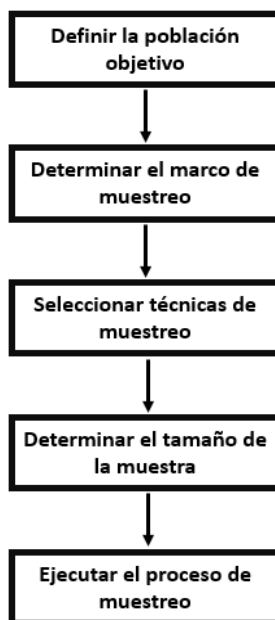 Definir la población
objetivo
Determinar el marco de
muestreo
Seleccionar técnicas de
muestreo
Determinar el tamaño de
la muestra
Ejecutar el proceso de
muestreo